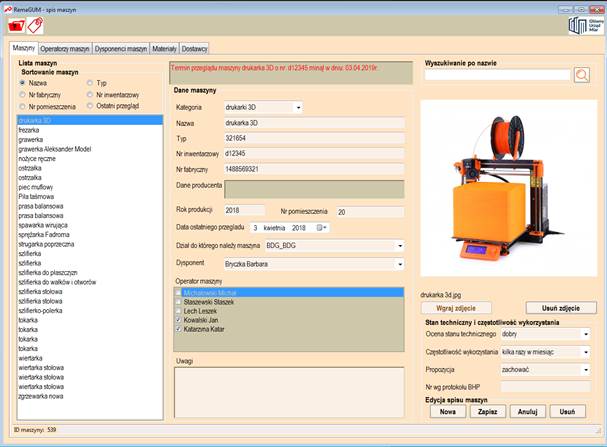 RemaGUM - spis maszyn
Główny
Urząd
Miar
Maszyny
Operatorzy maszyn
Dysponenci maszyn
Materiały
Dostawcy
Lista maszyn
Sortowanie maszyn
Nazwa
Typ
Nr fabryczny
Nr inwentarzowy
Nr pomieszczenia
Ostatni przegląd
drukarka 3D
frezarka
grawerka
grawerka Aleksander Model
nożyce ręczne
ostrzałka
ostrzałka
piec muflowy
Piła taśmowa
prasa balansowa
prasa balansowa
spawarka wirująca
sprężarka Fadroma
strugarka poprzeczna
szlifierka
szlifierka
szlifierka do płaszczyzn
szlifierka do wałków i otworów
szlifierka stołowa
szlifierka stołowa
szlifierko-polerka
tokarka
tokarka
tokarka
tokarka
wiertarka
wiertarka stołowa
wiertarka stołowa
wiertarka stołowa
zgrzewarka nowa
Termin przeglądu maszyny drukarka 3D o nr. d12345 minął w dniu: 03.04.2019r.
Dane maszyny
Kategoria drukarki 3D
Nazwa drukarka 3D
Typ 321654
Nr inwentarzowy d12345
Nr fabryczny 1488569321
Dane producenta
Rok produkcji 2018 Nr pomieszczenia 20
Data ostatniego przegladu 3 kwietnia 2018
Dział do którego należy maszyna BDG_BDG
Dysponent Bryczka Barbara
Operator maszyny
Michałowski Michał
Staszewski Staszek
Lech Leszek
Kowalski Jan
Katarzyna Katar
Uwagi
Wyszukiwanie po nazwie
drukarka 3d.jpg
Wgraj zdjęcie
Usuń zdjęcie
Stan techniczny i częstotliwość wykorzystania
Ocena stanu technicznego dobry
Częstotliwość wykorzystania kilka razy w miesiąc
Propozycja zachować
Nr wg protokołu BHP
Edycja spisu maszyn
Nowa Zapisz Anuluj Usuń
ID maszyny: 539